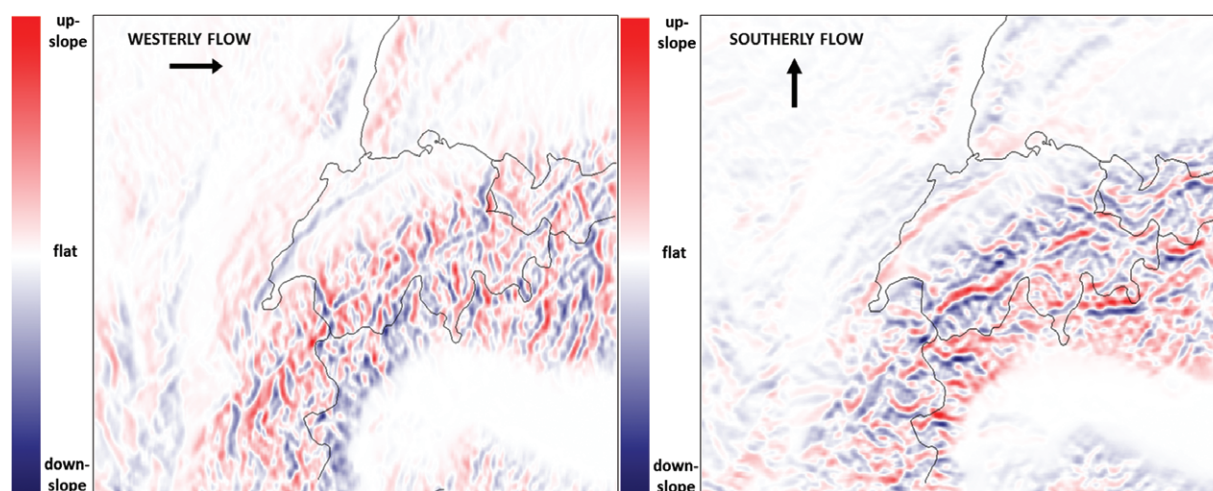 up-
slope
WESTERLY FLOW
flat
down-
slope
up-
slope
SOUTHERLY FLOW
flat
down-
slope